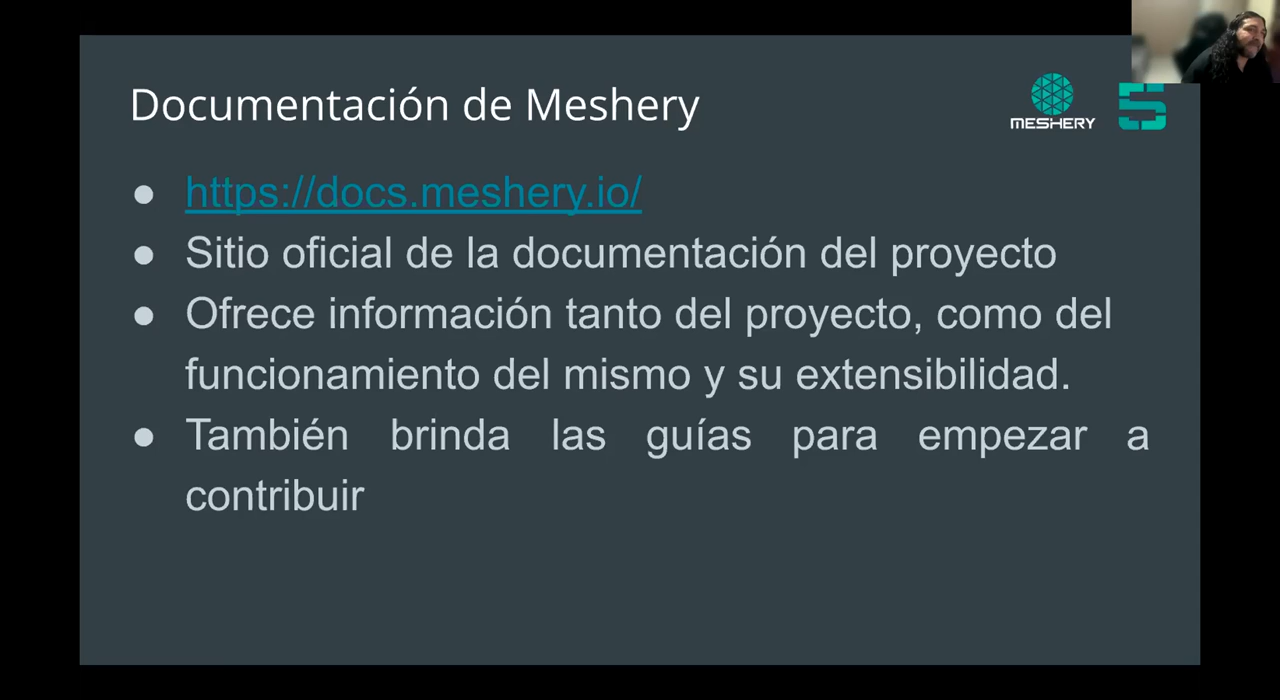 Documentación de Meshery
MESHERY
● https://docs.meshery.io/
● Sitio oficial de la documentación del proyecto
● Ofrece información tanto del proyecto, como del
funcionamiento del mismo y su extensibilidad.
● También brinda las guías para empezar a
contribuir